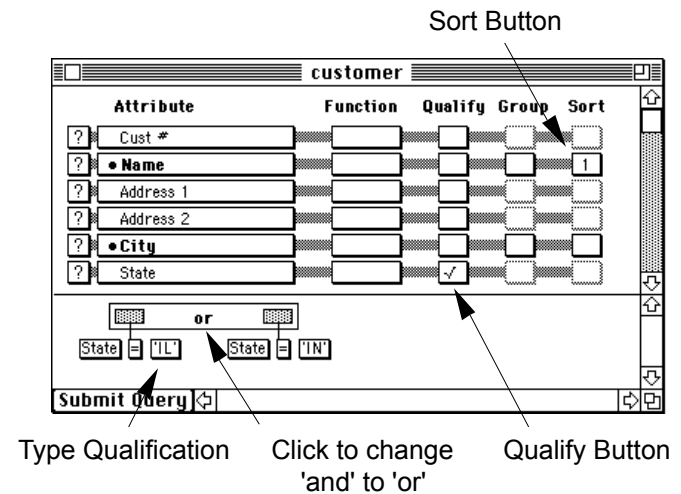 Sort Button
customer
Attribute Function Qualify Group Sort
? Cust #
? • Name 1
? Address 1
? Address 2
? • City
? State √
or
State = 'IL' State = 'IN'
Submit Query
Type Qualification Click to change 'and' to 'or' Qualify Button